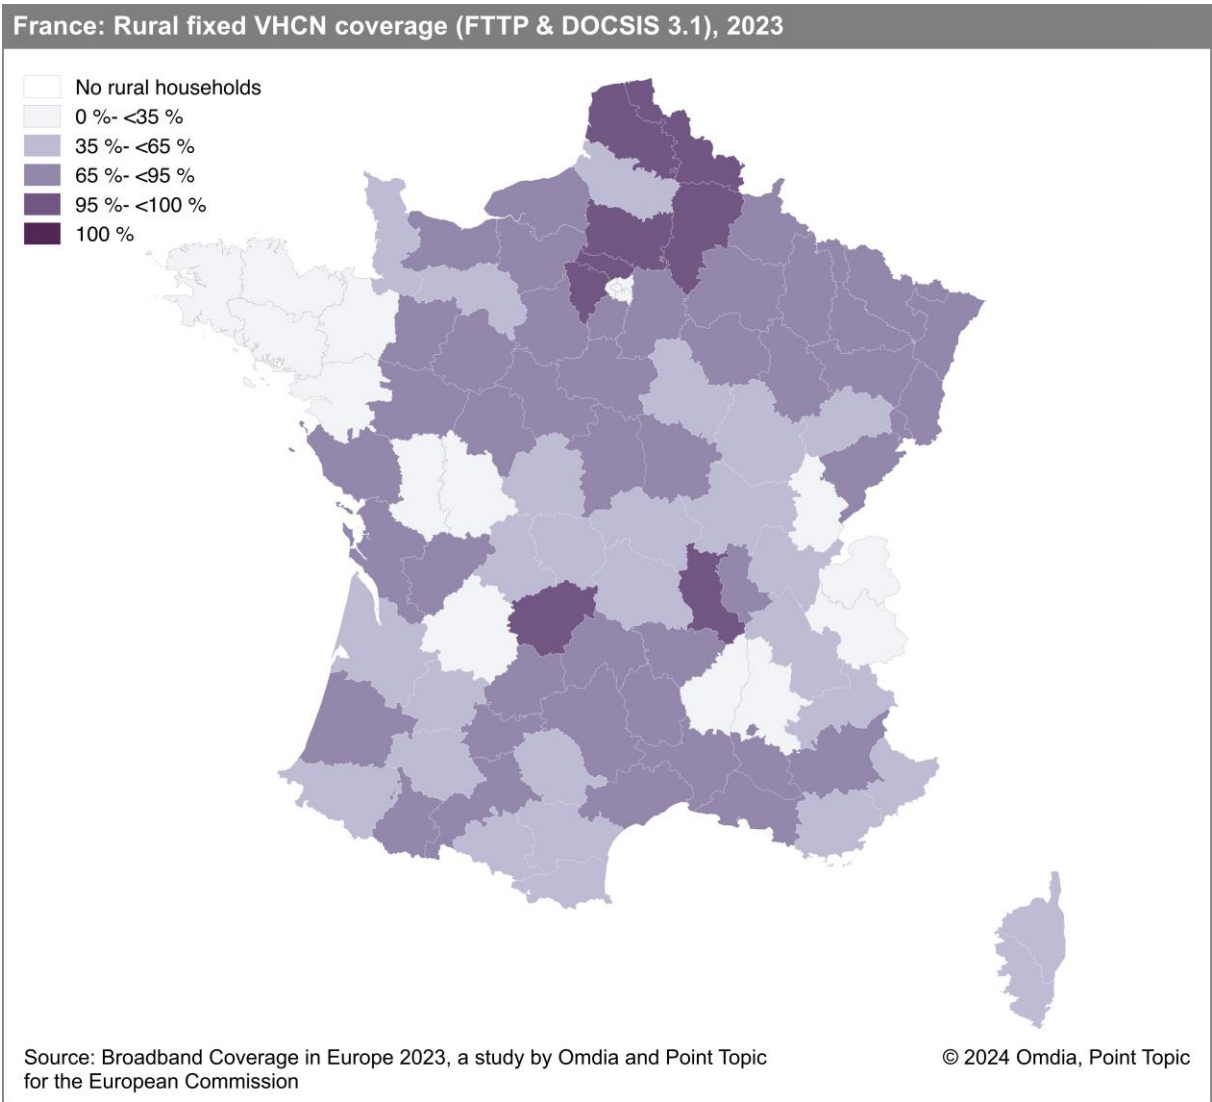 France: Rural fixed VHCN coverage (FTTP & DOCSIS 3.1), 2023
No rural households
0 %- <35 %
35 %- <65 %
65 %- <95 %
95 %- <100 %
100 %
Source: Broadband Coverage in Europe 2023, a study by Omdia and Point Topic
for the European Commission
© 2024 Omdia, Point Topic